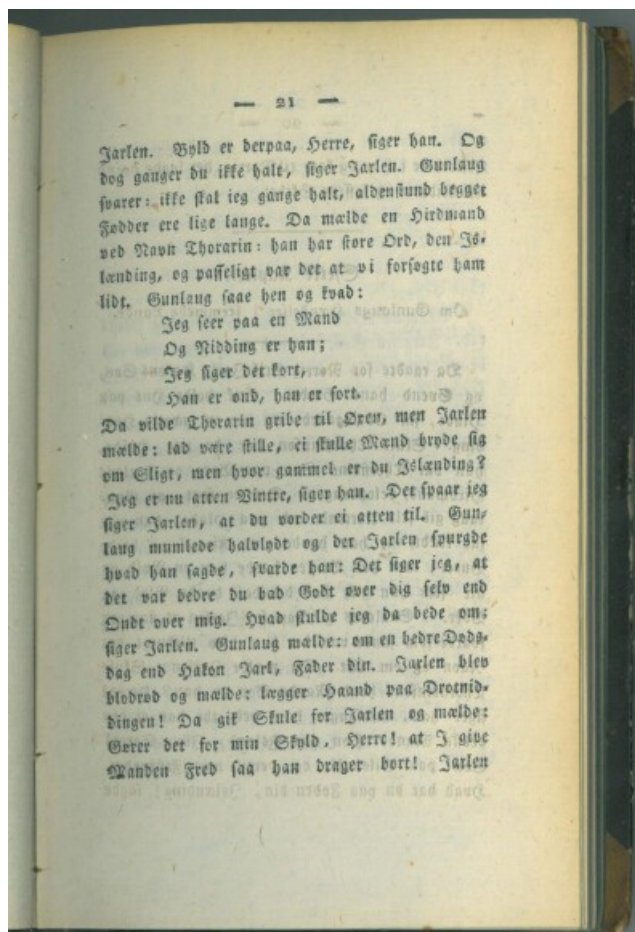 — 21 —
Jarlen. Byld er derpaa, Herre, siger han. Og
dog ganger du ikke halt, siger Jarlen. Gunlaug
svarer: ikke skal jeg gange halt, aldenstund begget
Fødder ere lige lange. Da mælde en Hirdmand
ved Navn Thorarin: han har store Ord, den Is-
lænding, og passeligt var det at vi forsøgte ham
lidt. Gunlaug saae hen og kvad:
Jeg seer paa en Mand
Og Nidding er han;
Jeg siger det kort,
Han er ond, han er sort.
Da vilde Thorarin gribe til Øxen, men Jarlen
mælde: lad være stille, ei skulle Mænd bryde sig
om Sligt, men hvor gammel er du Islænding?
Jeg er nu atten Vintre, siger han. Det spaar jeg
siger Jarlen, at du vorder ei atten til. Gun-
laug mumlede halvlydt og der Jarlen spurgde
hvad han sagde, svarde han: Det siger jeg, at
det var bedre du bad Godt over dig selv end
Ondt over mig. Hvad skulde jeg da bede om;
siger Jarlen. Gunlaug mælde: om en bedre Døds-
dag end Hakon Jarl, Fader din. Jarlen blev
blodrød og mælde: lægger Haand paa Drotnid-
dingen! Da gik Skule for Jarlen og mælde:
Gører det for min Skyld, Herre! at I give
Manden Fred saa han drager bort! Jarlen